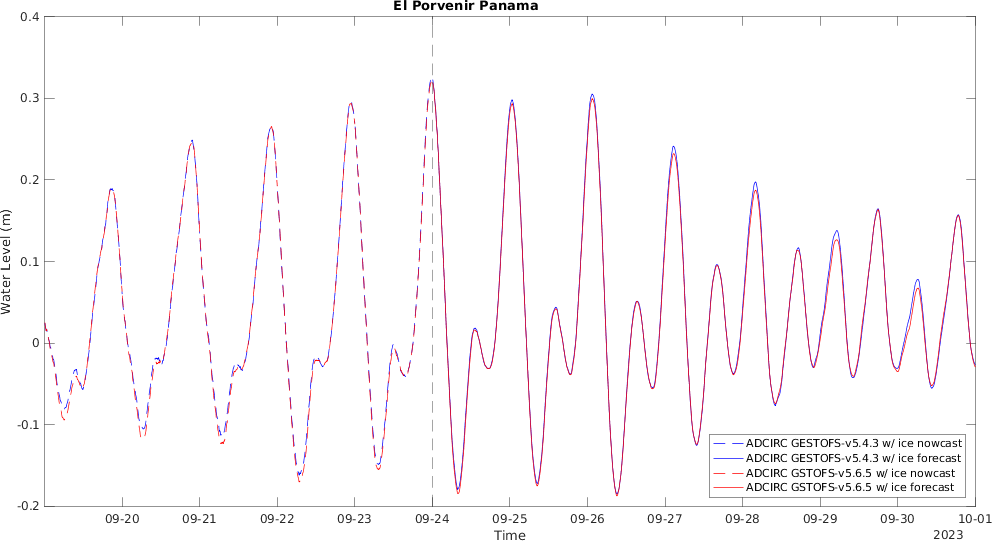 El Porvenir Panama
0.4
0.3
0.2
0.1
0
-0.1
-0.2
Water Level (m)
ADCIRC GESTOFS-v5.4.3 w/ ice nowcast
ADCIRC GESTOFS-v5.4.3 w/ ice forecast
ADCIRC GSTOFS-v5.6.5 w/ ice nowcast
ADCIRC GSTOFS-v5.6.5 w/ ice forecast
09-20 09-21 09-22 09-23 09-24 09-25 09-26 09-27 09-28 09-29 09-30 10-01
Time
2023